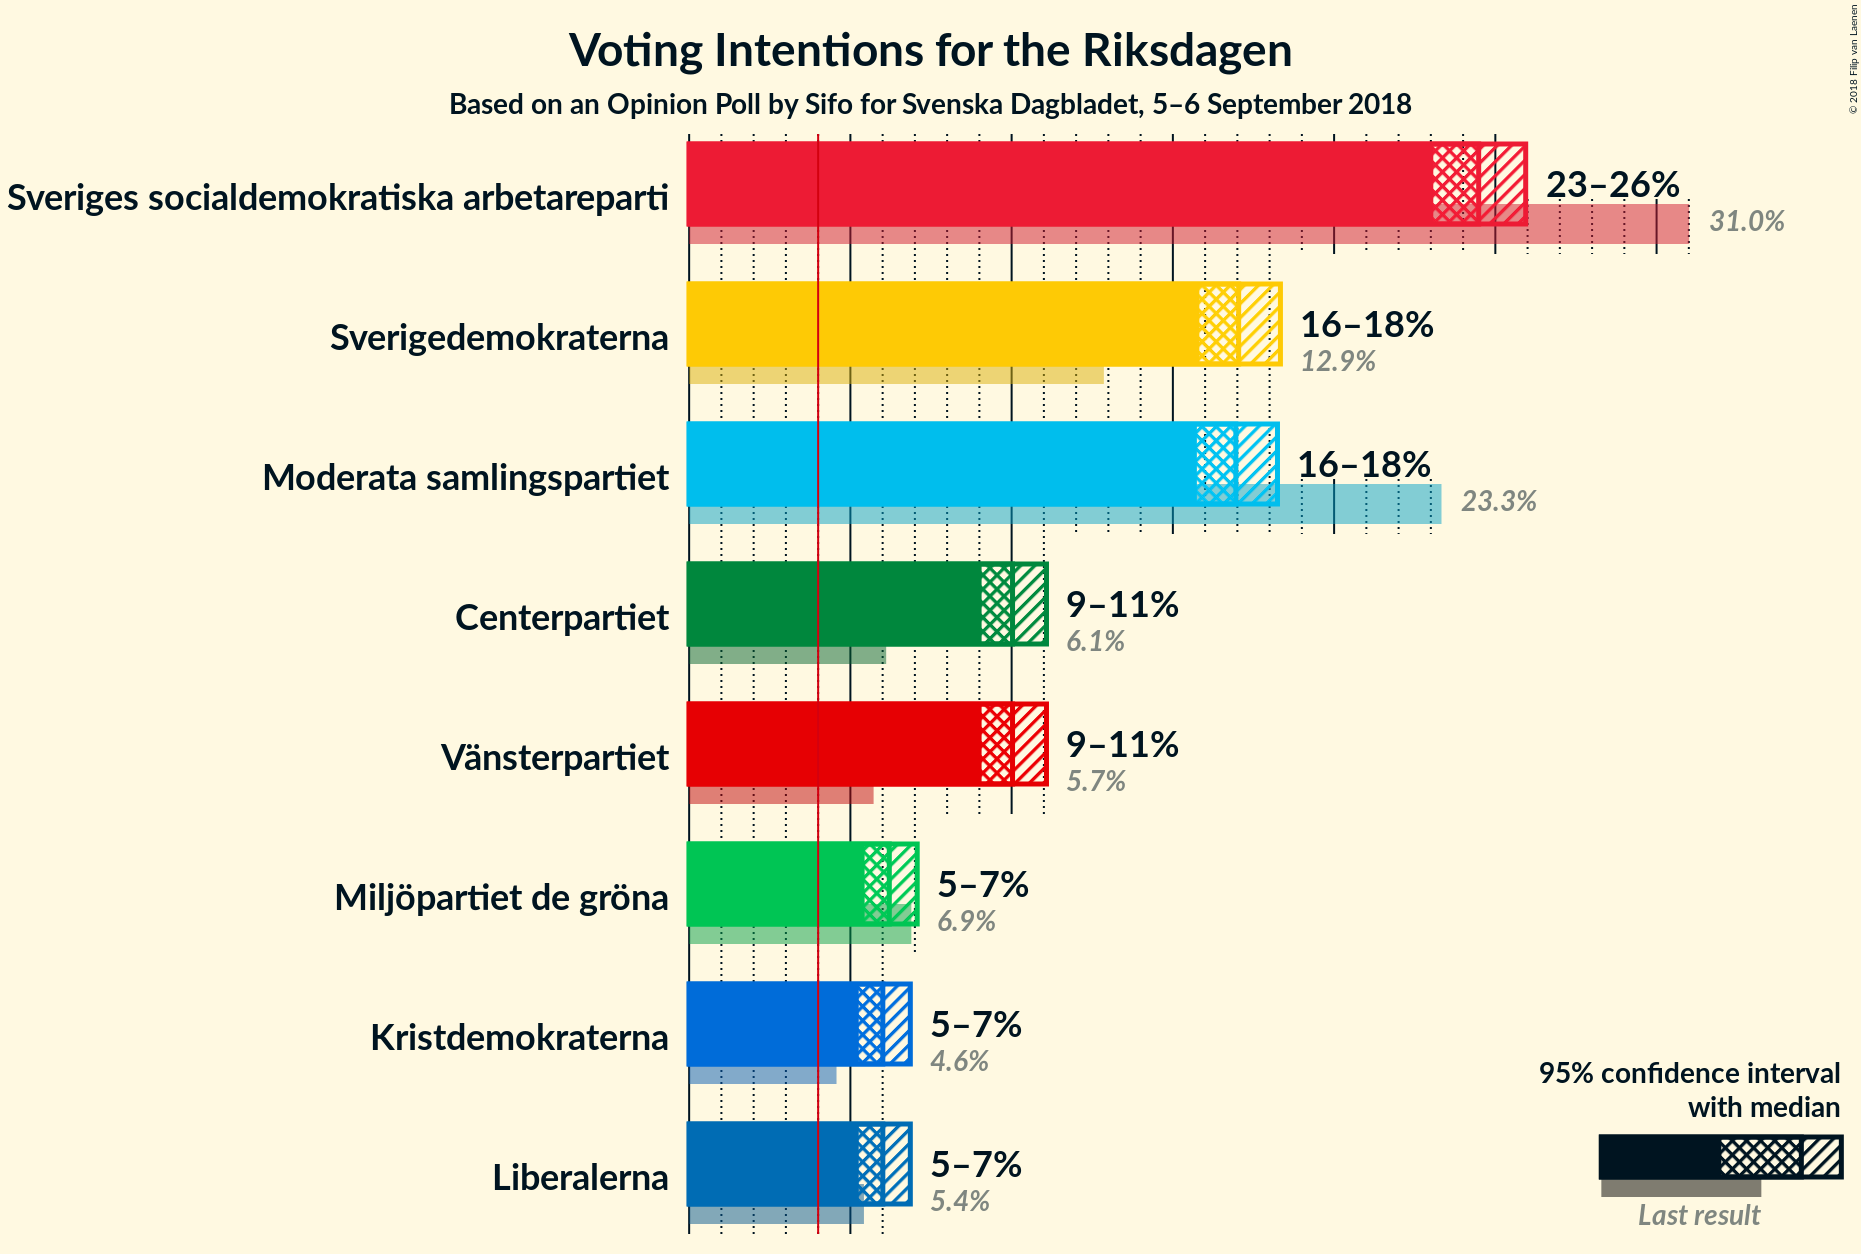 Voting Intentions for the Riksdagen
Based on an Opinion Poll by Sifo for Svenska Dagbladet, 5–6 September 2018
© 2018 Filip van Laenen
Sveriges socialdemokratiska arbetareparti
23–26%
31.0%
Sverigedemokraterna
16–18%
12.9%
Moderata samlingspartiet
16–18%
23.3%
Centerpartiet
9–11%
6.1%
Vänsterpartiet
9–11%
5.7%
Miljöpartiet de gröna
5–7%
6.9%
Kristdemokraterna
5–7%
4.6%
Liberalerna
5–7%
5.4%
95% confidence interval
with median
Last result